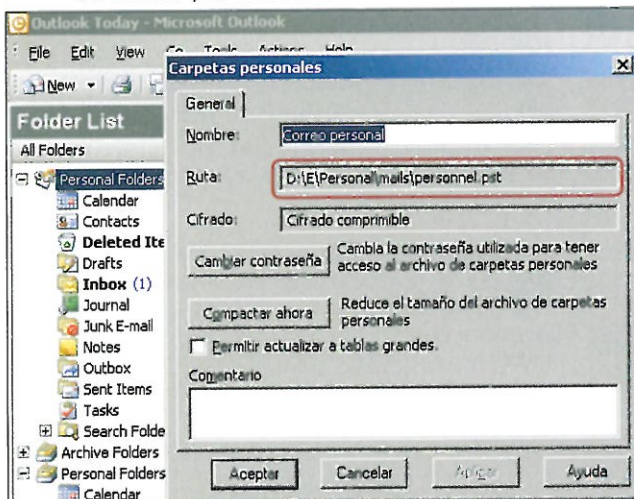 Outlook Today - Microsoft Outlook
File Edit View Go Tools Actions Help
New
Folder List
All Folders
Personal Folders
Calendar
Contacts
Deleted Ite
Drafts
Inbox (1)
Journal
Junk E-mail
Notes
Outbox
Sent Items
Tasks
Search Folde
Archive Folders
Personal Folders
Calendar
Carpetas personales
General
Nombre: Correo personal
Ruta: D:\E\Personal\mails\personnel.pst
Cifrado: Cifrado comprimible
Cambiar contraseña Cambia la contraseña utilizada para tener
acceso al archivo de carpetas personales
Compactar ahora Reduce el tamaño del archivo de carpetas
personales
Permitir actualizar a tablas grandes.
Comentario
Aceptar Cancelar Aplicar Ayuda